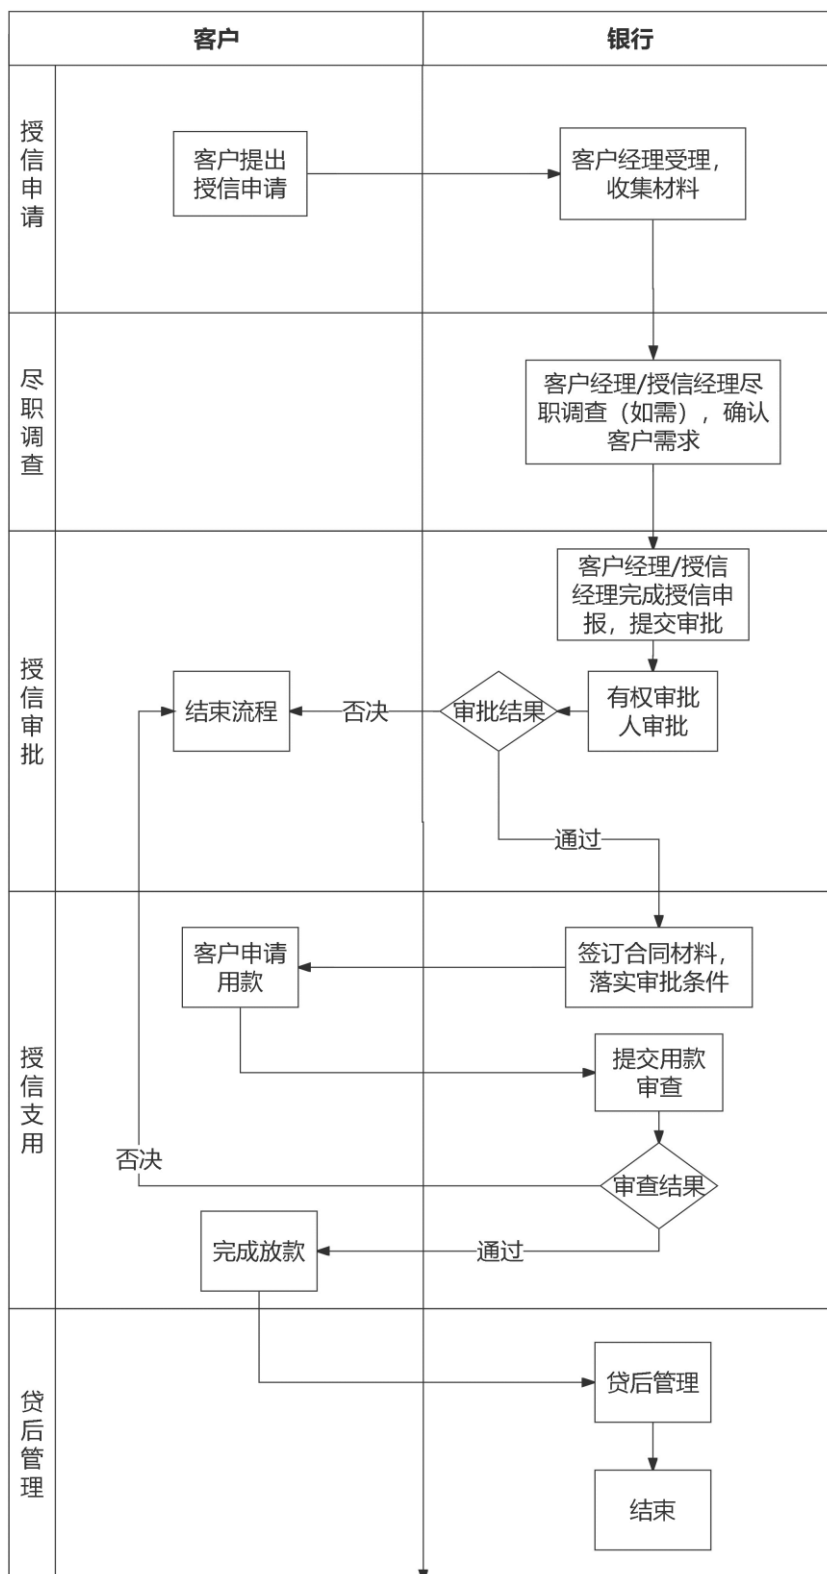 客户
银行
授信申请
客户提出
授信申请
客户经理受理，
收集材料
尽职调查
客户经理/授信经理尽
职调查（如需），确认
客户需求
授信审批
客户经理/授信
经理完成授信申
报，提交审批
结束流程
否决
审批结果
有权审批
人审批
通过
授信支用
客户申请
用款
签订合同材料，
落实审批条件
提交用款
审查
否决
审查结果
完成放款
通过
贷后管理
贷后管理
结束